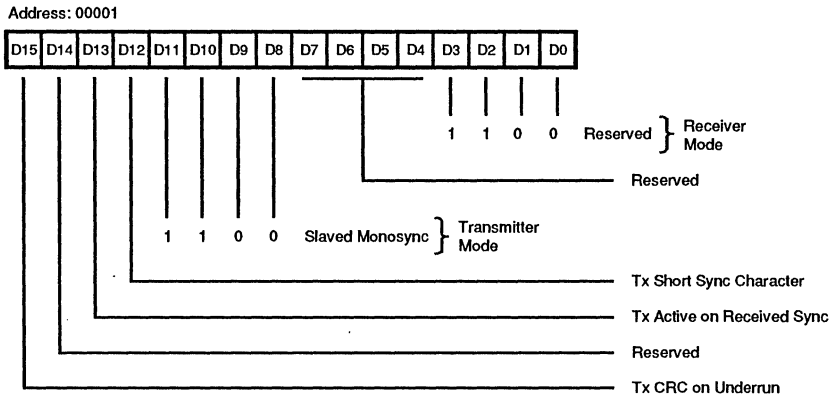 Address: 00001
D15 D14 D13 D12 D11 D10 D9 D8 D7 D6 D5 D4 D3 D2 D1 D0
1 1 0 0 Reserved Receiver
Mode
Reserved
1 1 0 0 Slaved Monosync Transmitter
Mode
Tx Short Sync Character
Tx Active on Received Sync
Reserved
Tx CRC on Underrun